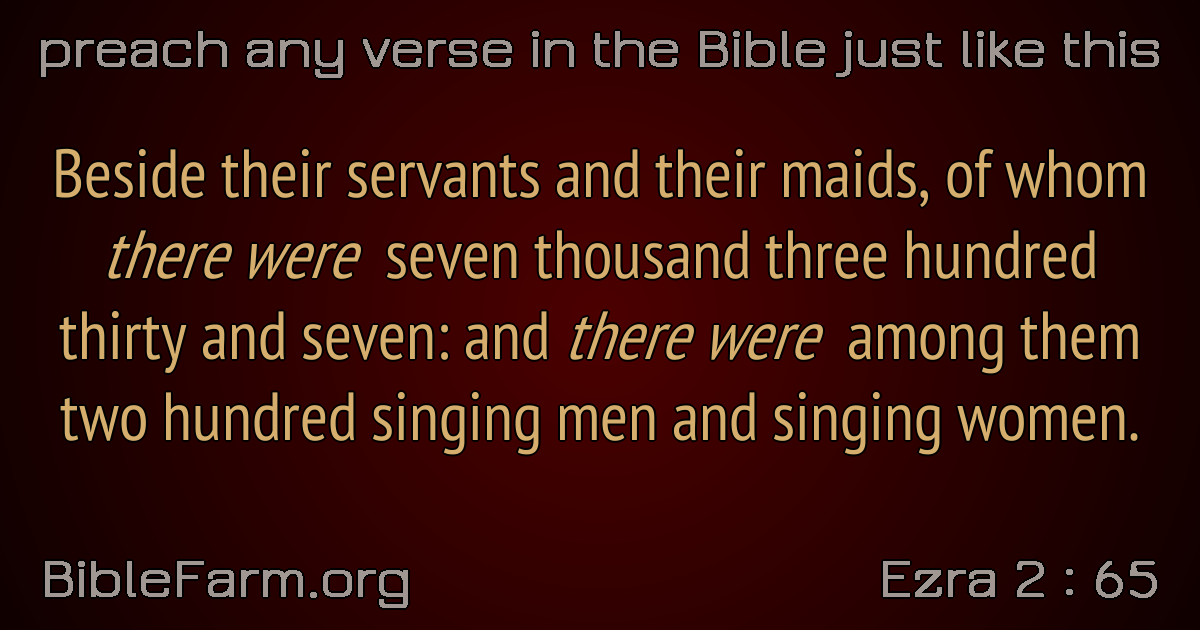 preach any verse in the Bible just like this
Beside their servants and their maids, of whom
there were seven thousand three hundred
thirty and seven: and there were among them
two hundred singing men and singing women.
BibleFarm.org
Ezra 2 : 65